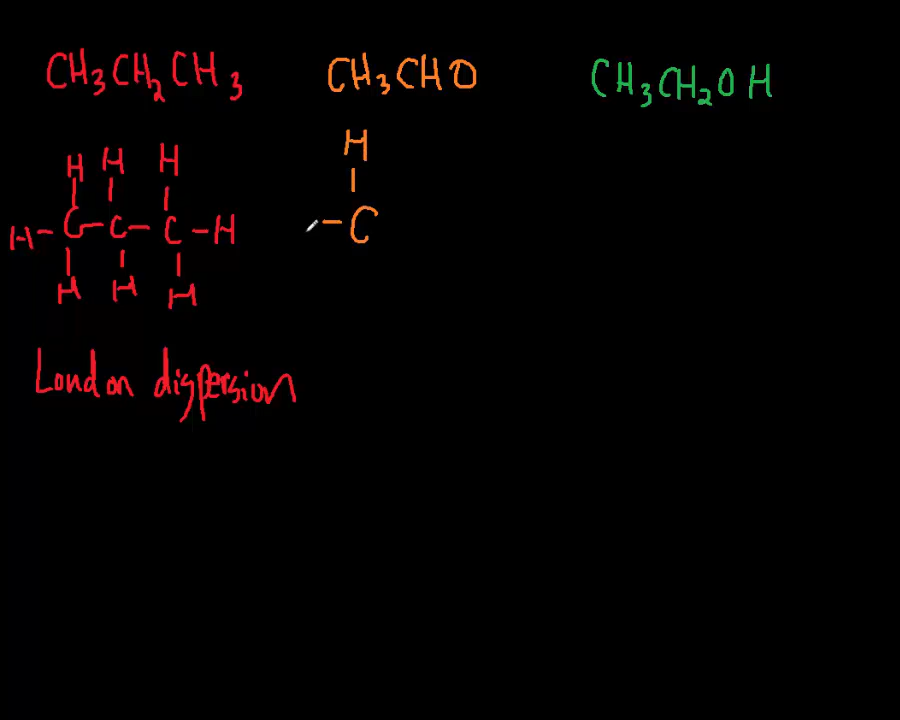 CH3CH2CH3 CH3CHO CH3CH2OH
H H H H
H-C-C-C-H -C
H H H
London dispersion